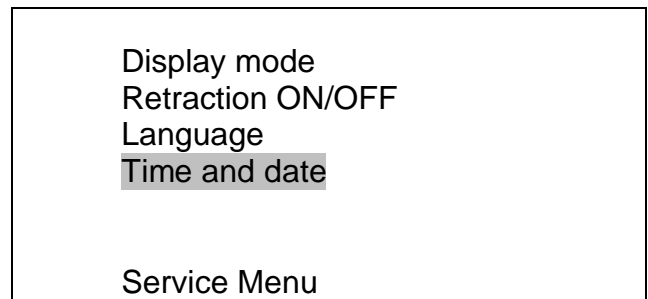 Display mode
Retraction ON/OFF
Language
Time and date
Service Menu